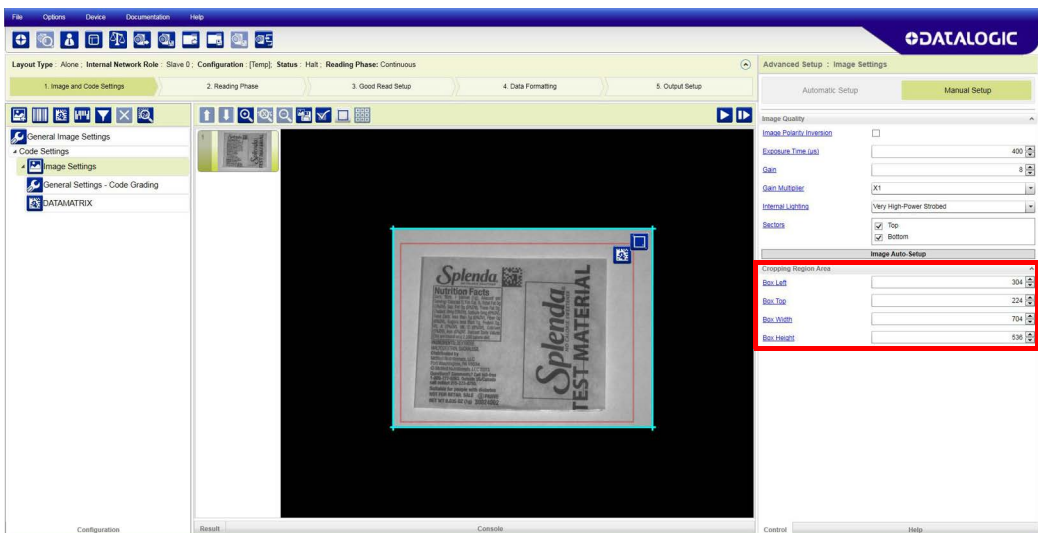 File Options Device Documentation Help
DATALOGIC
Layout Type : Alone ; Internal Network Role : Slave 0 ; Configuration : [Temp]; Status : Halt ; Reading Phase: Continuous
Advanced Setup : Image Settings
1. Image and Code Settings
2. Reading Phase
3. Good Read Setup
4. Data Formatting
5. Output Setup
Automatic Setup
Manual Setup
General Image Settings
Code Settings
Image Settings
General Settings - Code Grading
DATAMATRIX
1
Splenda
Nutrition Facts
Splenda
NO CALORIE SWEETENER
TEST MATERIAL
Image Quality
Image Polarity Inversion
Exposure Time (µs) 400
Gain 8
Gain Multiplier X1
Internal Lighting Very High-Power Strobed
Sectors Top
Bottom
Image Auto-Setup
Cropping Region Area
Box Left 304
Box Top 224
Box Width 704
Box Height 536
Configuration
Result
Console
Control
Help